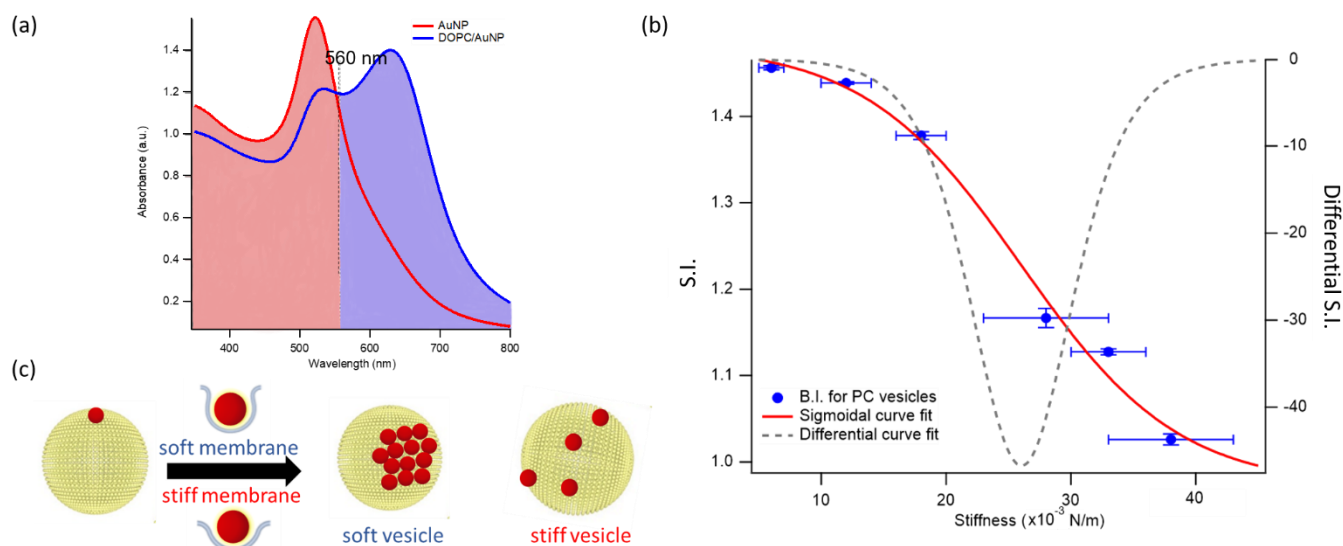 (a)
AuNP
DOPC/AuNP
560 nm
1.4
1.2
1.0
0.8
0.6
0.4
0.2
Absorbance (a.u.)
400
500
600
700
800
Wavelength (nm)
(b)
1.4
1.3
1.2
1.1
1.0
S.I.
0
-10
-20
-30
-40
Differential S.I.
B.I. for PC vesicles
Sigmoidal curve fit
Differential curve fit
10
20
30
40
Stiffness (x10⁻³ N/m)
(c)
soft membrane
stiff membrane
soft vesicle
stiff vesicle